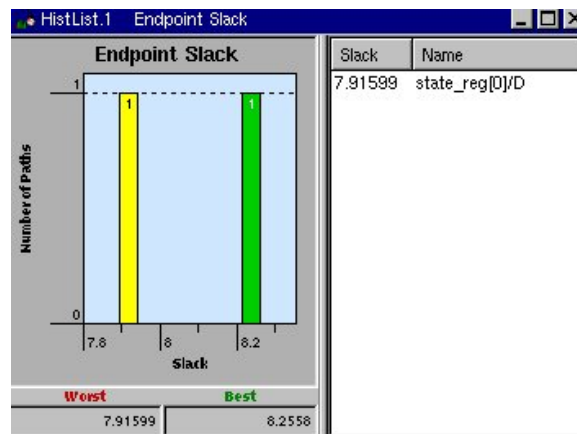 HistList.1 Endpoint Slack
Endpoint Slack
1
1
1
Number of Paths
0
7.8
8
8.2
Slack
Worst
Best
7.91599
8.2558
Slack
Name
7.91599
state_reg[0]/D